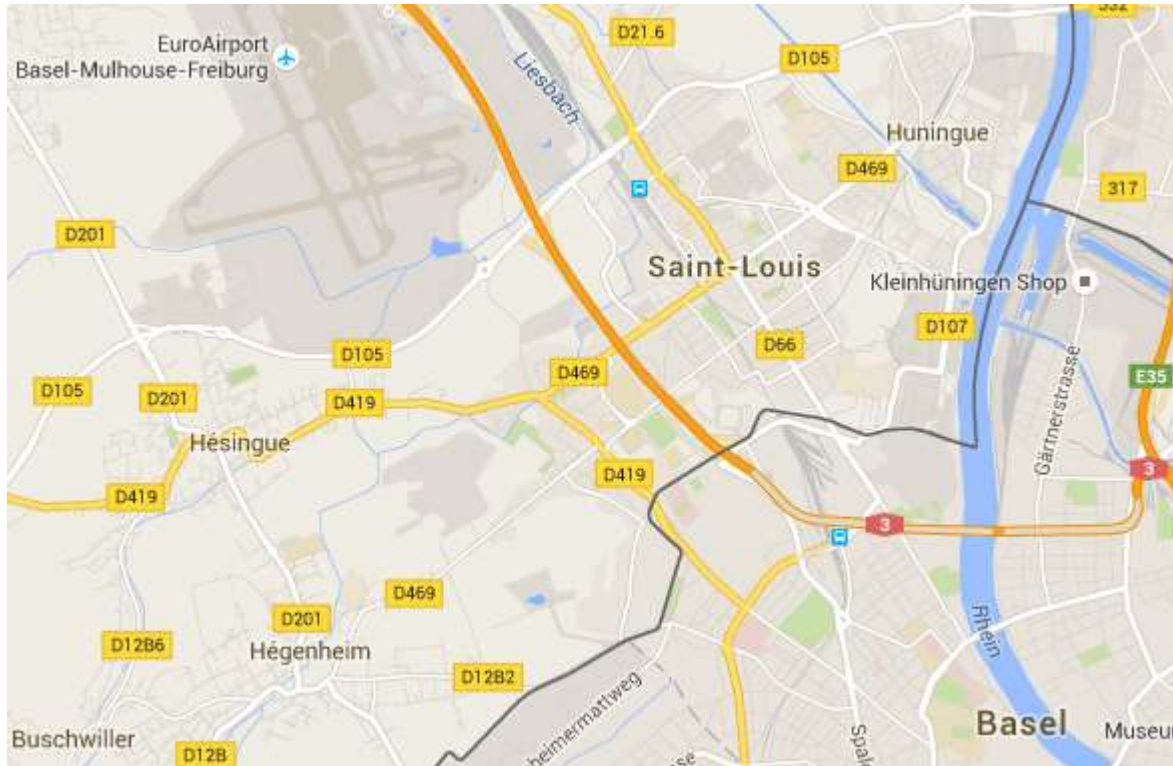 EuroAirport
Basel-Mulhouse-Freiburg
D21.6
D105
Liesbach
Huningue
D469
317
D201
Saint-Louis
Kleinhüningen Shop
D107
D66
D105
D469
E35
D105
D201
D419
Gärtnerstrasse
Hésingue
D419
3
D419
3
D469
D201
D12B6
Hégenheim
Rhein
D12B2
Basel
Buschwiller
D12B